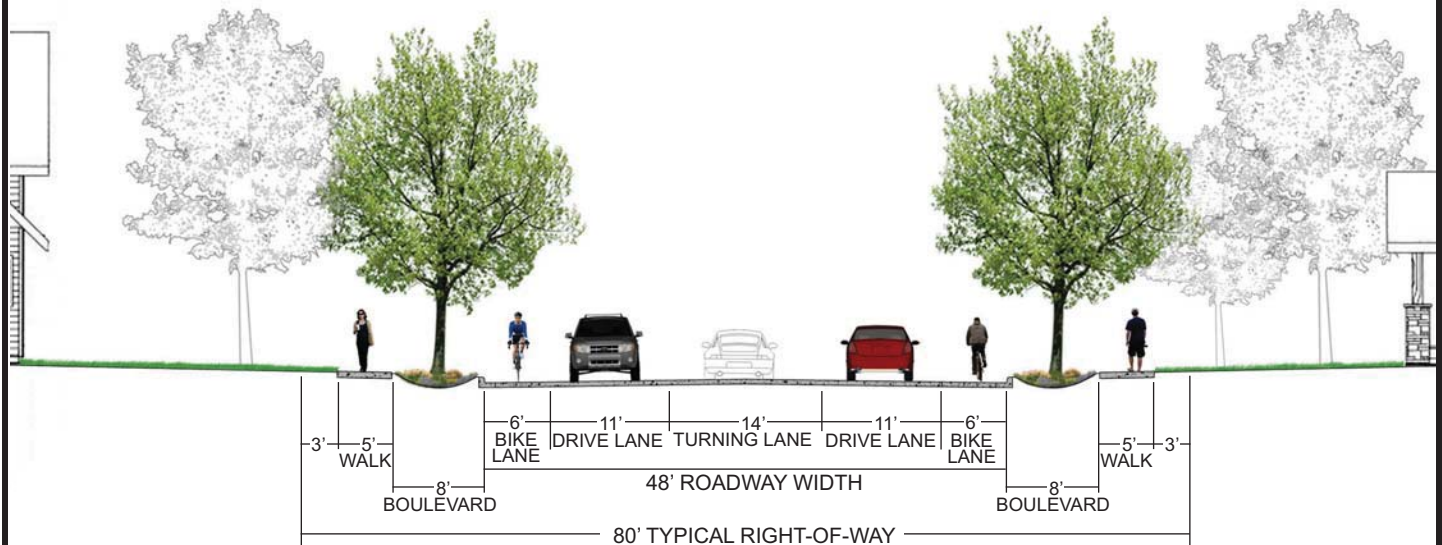 6' 11' 14' 11' 6'
BIKE LANE DRIVE LANE TURNING LANE DRIVE LANE BIKE LANE
3' 5' 5' 3'
WALK WALK
48' ROADWAY WIDTH
8' 8'
BOULEVARD BOULEVARD
80' TYPICAL RIGHT-OF-WAY